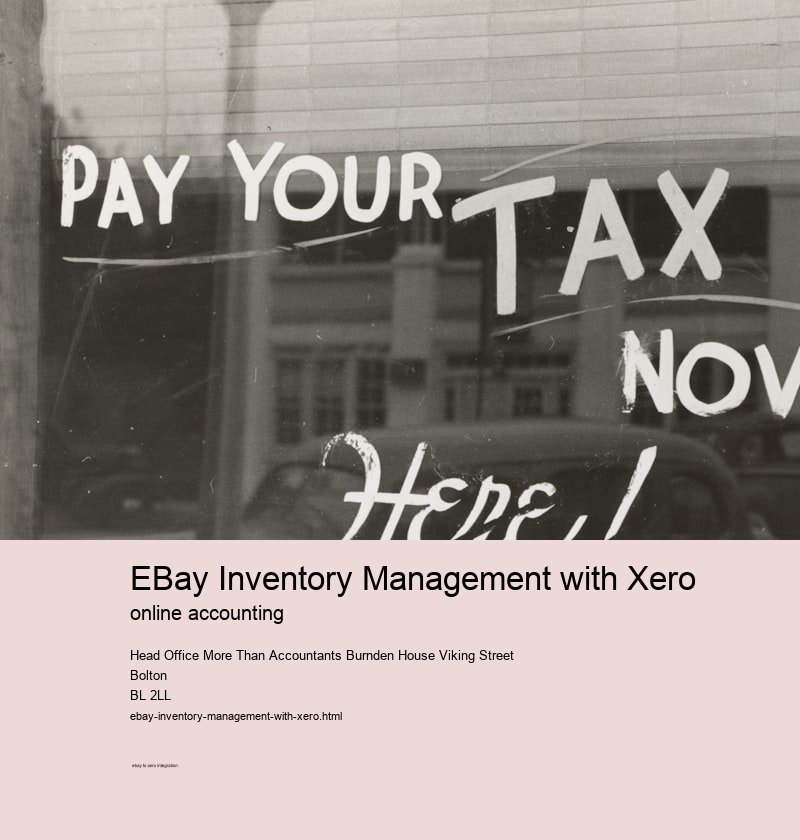 PAY YOUR TAX
NOW
Here!
EBay Inventory Management with Xero
online accounting
Head Office More Than Accountants Burnden House Viking Street
Bolton
BL 2LL
ebay-inventory-management-with-xero.html
ebay to xero integration